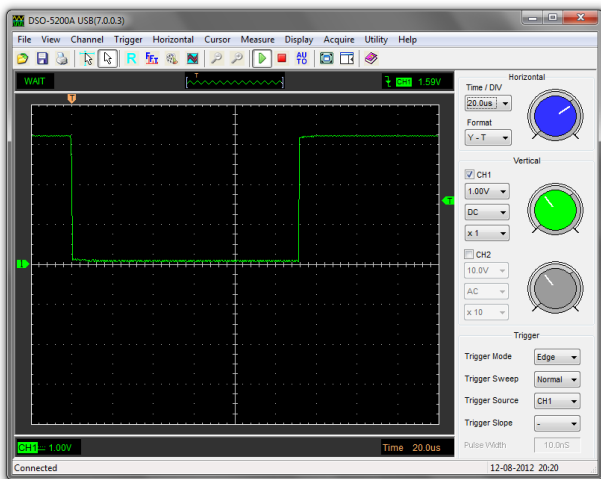 DSO-5200A USB(7.0.0.3)
File View Channel Trigger Horizontal Cursor Measure Display Acquire Utility Help
R FFT AUTO
WAIT T CH1 1.59V
T
T
1
CH1= 1.00V Time 20.0us
Horizontal
Time / DIV
20.0us
Format
Y - T
Vertical
CH1
1.00V
DC
x 1
CH2
10.0V
AC
x 10
Trigger
Trigger Mode Edge
Trigger Sweep Normal
Trigger Source CH1
Trigger Slope -
Pulse Width 10.0nS
Connected 12-08-2012 20:20